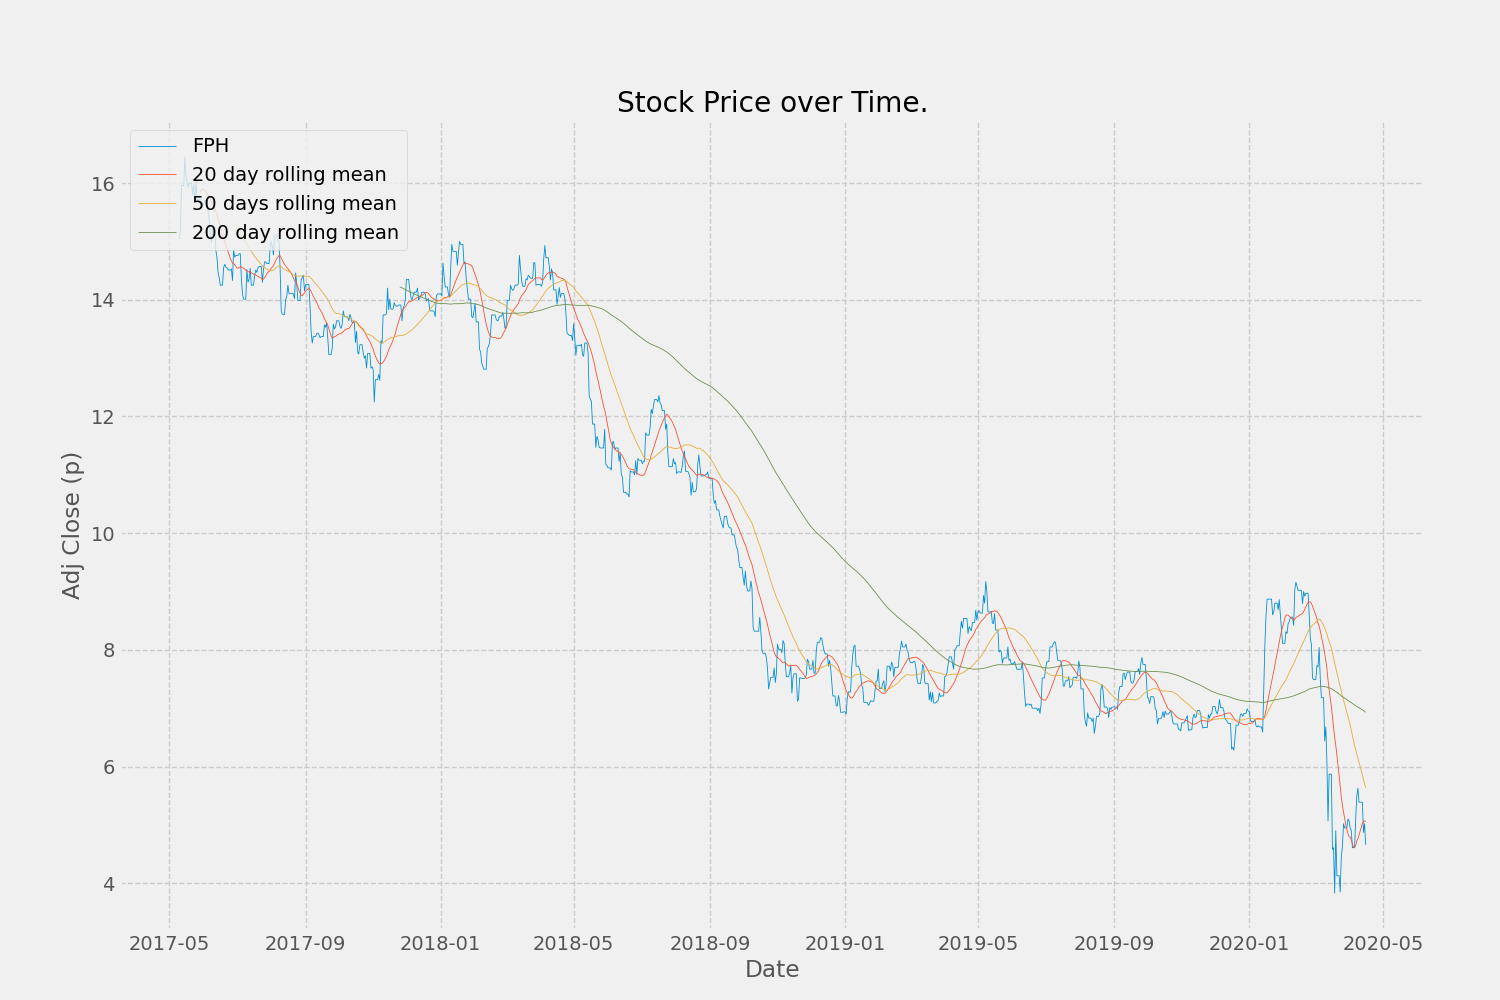 Stock Price over Time.
FPH
20 day rolling mean
50 days rolling mean
200 day rolling mean
16
14
12
10
8
6
4
Adj Close (p)
2017-05 2017-09 2018-01 2018-05 2018-09 2019-01 2019-05 2019-09 2020-01 2020-05
Date